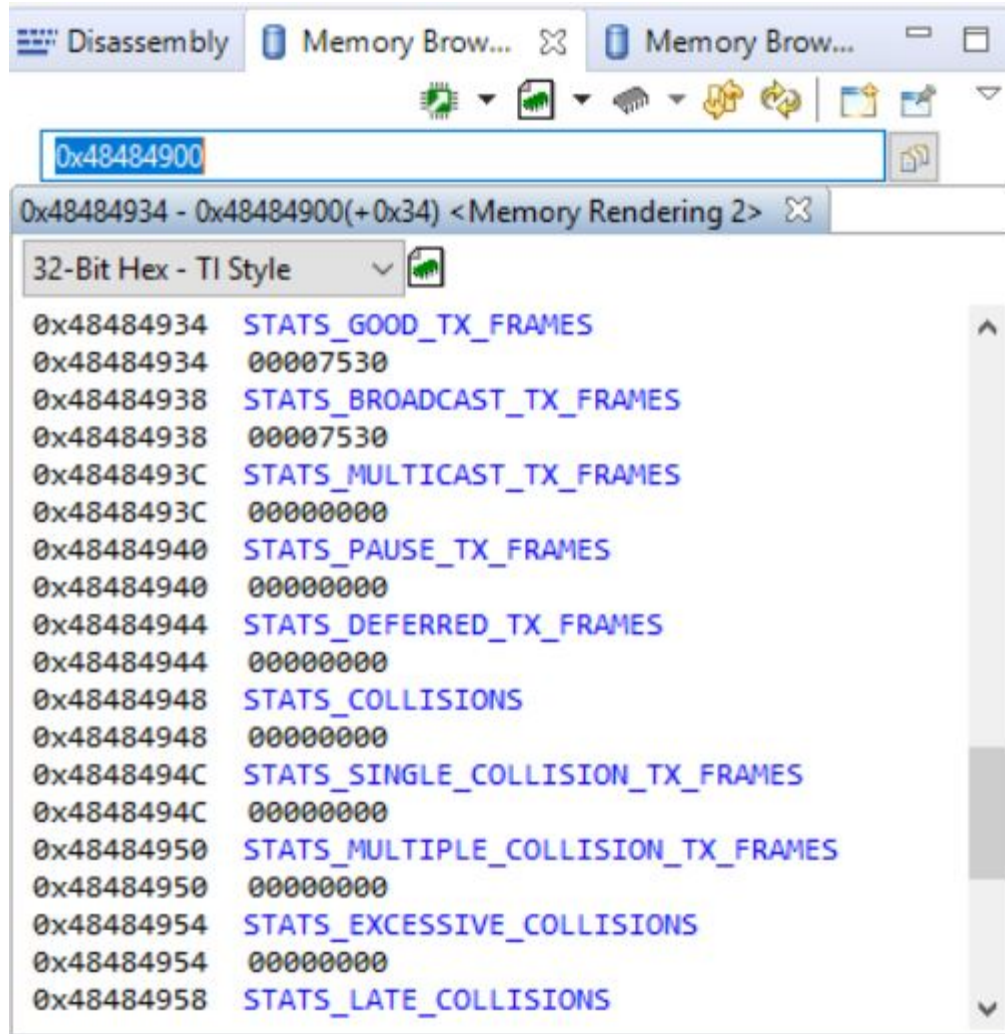 Disassembly Memory Brow... Memory Brow...
0x48484900
0x48484934 - 0x48484900(+0x34) <Memory Rendering 2>
32-Bit Hex - TI Style
0x48484934 STATS_GOOD_TX_FRAMES
0x48484934 00007530
0x48484938 STATS_BROADCAST_TX_FRAMES
0x48484938 00007530
0x4848493C STATS_MULTICAST_TX_FRAMES
0x4848493C 00000000
0x48484940 STATS_PAUSE_TX_FRAMES
0x48484940 00000000
0x48484944 STATS_DEFERRED_TX_FRAMES
0x48484944 00000000
0x48484948 STATS_COLLISIONS
0x48484948 00000000
0x4848494C STATS_SINGLE_COLLISION_TX_FRAMES
0x4848494C 00000000
0x48484950 STATS_MULTIPLE_COLLISION_TX_FRAMES
0x48484950 00000000
0x48484954 STATS_EXCESSIVE_COLLISIONS
0x48484954 00000000
0x48484958 STATS_LATE_COLLISIONS